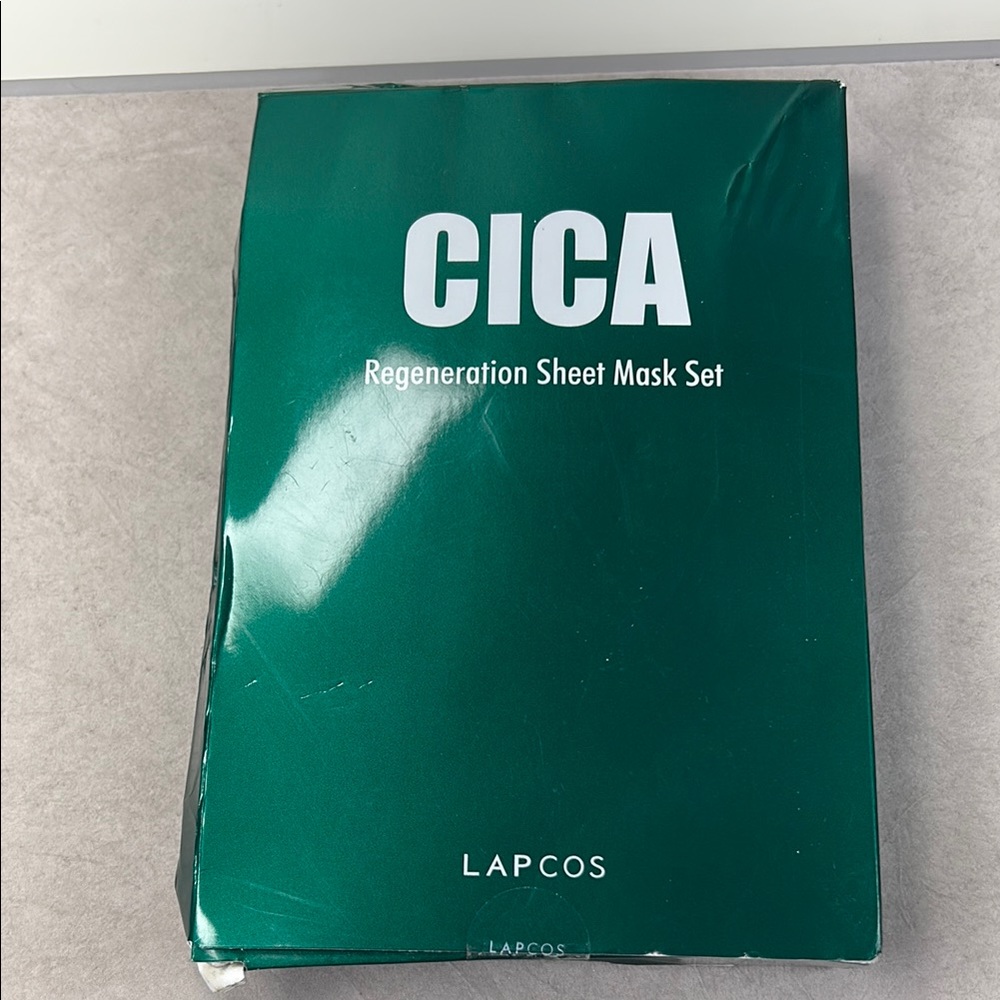 CICA
Regeneration Sheet Mask Set
LAPCOS
LAPCOS